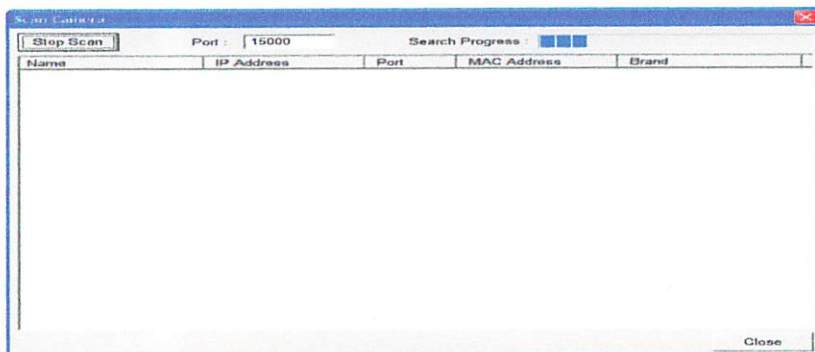 Scan Camera
Stop Scan Port : 15000 Search Progress :
Name IP Address Port MAC Address Brand
Close